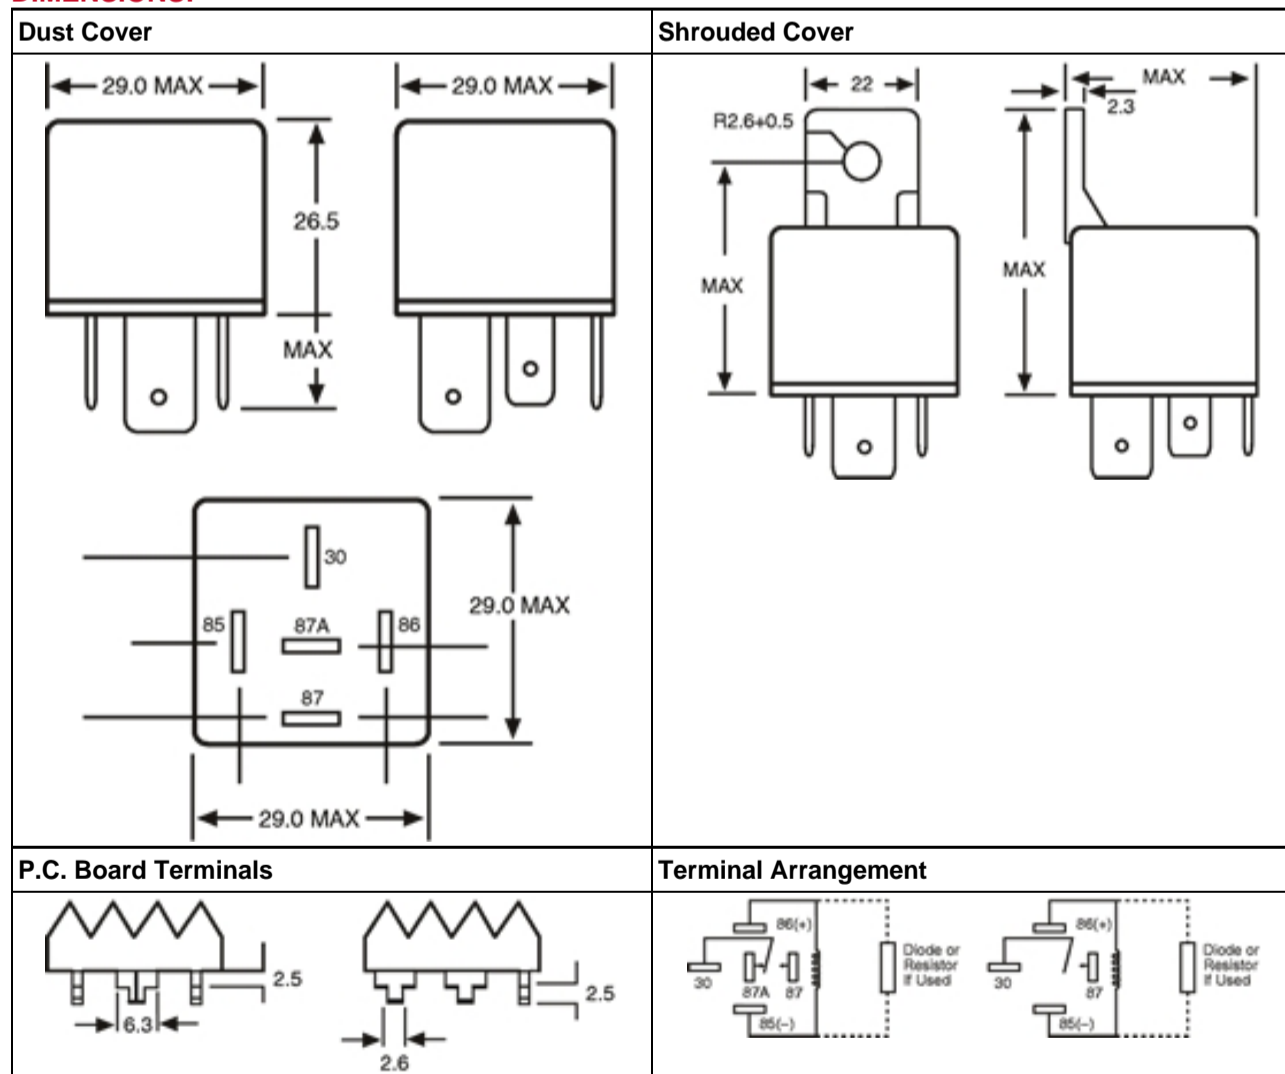 DIMENSIONS:
Dust Cover
29.0 MAX
29.0 MAX
26.5
MAX
30
85
87A
86
87
29.0 MAX
29.0 MAX
Shrouded Cover
22
MAX
2.3
R2.6+0.5
MAX
MAX
P.C. Board Terminals
2.5
6.3
2.5
2.6
Terminal Arrangement
86(+)
30
87A
87
85(–)
Diode or
Resistor
If Used
86(+)
30
87
85(–)
Diode or
Resistor
If Used